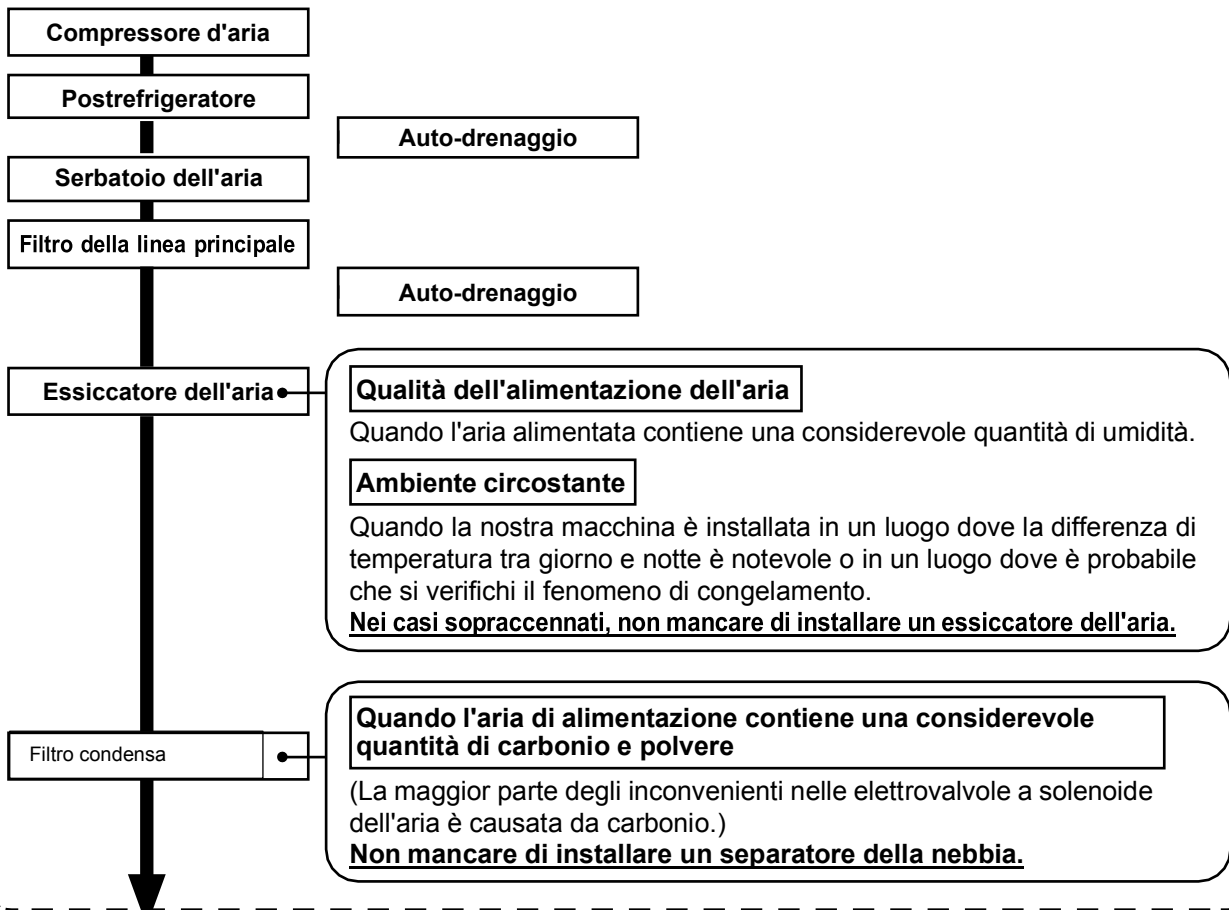 Compressore d'aria
Postrefrigeratore
Auto-drenaggio
Serbatoio dell'aria
Filtro della linea principale
Auto-drenaggio
Essiccatore dell'aria
Qualità dell'alimentazione dell'aria
Quando l'aria alimentata contiene una considerevole quantità di umidità.
Ambiente circostante
Quando la nostra macchina è installata in un luogo dove la differenza di
temperatura tra giorno e notte è notevole o in un luogo dove è probabile
che si verifichi il fenomeno di congelamento.
Nei casi sopraccennati, non mancare di installare un essiccatore dell'aria.
Filtro condensa
Quando l'aria di alimentazione contiene una considerevole
quantità di carbonio e polvere
(La maggior parte degli inconvenienti nelle elettrovalvole a solenoide
dell'aria è causata da carbonio.)
Non mancare di installare un separatore della nebbia.